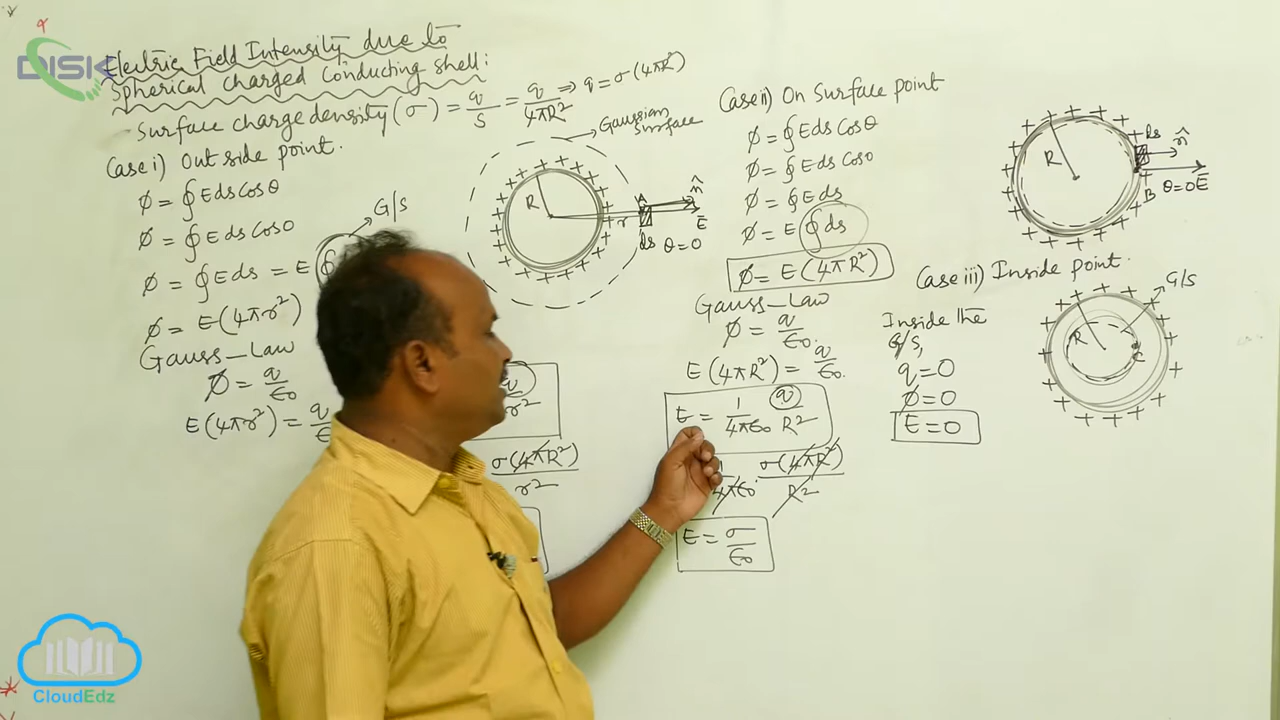 DISK
Electric Field Intensity due to
Spherical charged Conducting shell:
Surface charge density (σ) = q/S = q/4πR² ⇒ q = σ(4πR²)
Case i) Out side point.
ϕ = ∮ E ds Cosθ
ϕ = ∮ E ds Cos0
ϕ = ∮ E ds = E ∮
G/S
ϕ = E(4πr²)
Gauss-Law
ϕ = q/ε₀
E(4πr²) = q/ε
q/r²
σ(4πR²)/r²
Gaussian
Surface
R
A
r
n̂
E̅
ds θ=0
Case ii) On Surface point
ϕ = ∮ E ds Cosθ
ϕ = ∮ E ds Cos0
ϕ = ∮ E ds
ϕ = E ∮ ds
ϕ = E(4πR²)
Gauss-Law
ϕ = q/ε₀.
E(4πR²) = q/ε₀.
E = 1/4πε₀ q/R²
1/4πε₀ . σ(4πR²)/R²
E = σ/ε₀
R
ds
n̂
B
θ=0 E̅
Case iii) Inside point.
Inside the
G/S,
q=0
ϕ=0
E=0
G/S
R
C
CloudEdz